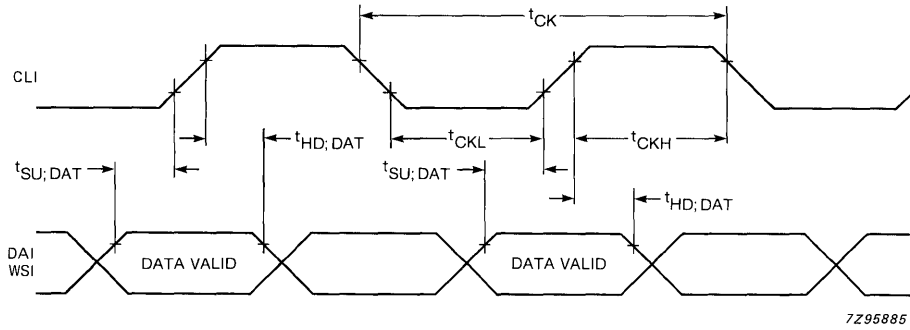 tCK
CLI
tHD; DAT
tCKL
tCKH
tSU; DAT
tSU; DAT
tHD; DAT
DAI
WSI
DATA VALID
DATA VALID
7Z95885